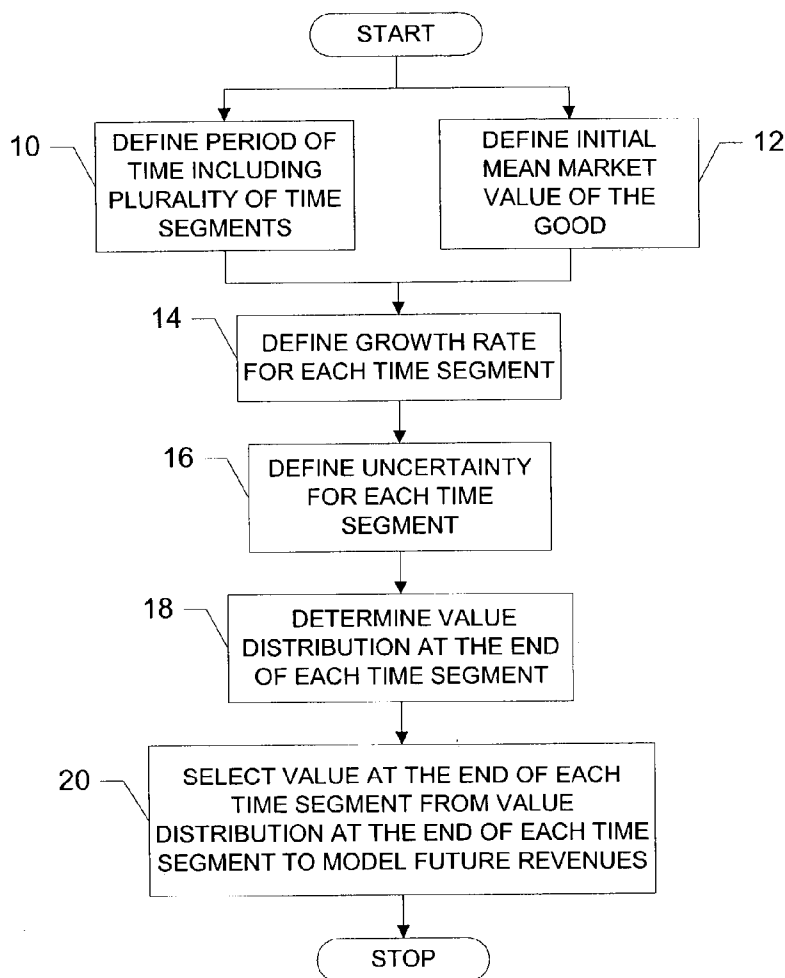 START
10
DEFINE PERIOD OF
TIME INCLUDING
PLURALITY OF TIME
SEGMENTS
DEFINE INITIAL
MEAN MARKET
VALUE OF THE
GOOD
12
14
DEFINE GROWTH RATE
FOR EACH TIME SEGMENT
16
DEFINE UNCERTAINTY
FOR EACH TIME
SEGMENT
18
DETERMINE VALUE
DISTRIBUTION AT THE END
OF EACH TIME SEGMENT
20
SELECT VALUE AT THE END OF EACH
TIME SEGMENT FROM VALUE
DISTRIBUTION AT THE END OF EACH TIME
SEGMENT TO MODEL FUTURE REVENUES
STOP